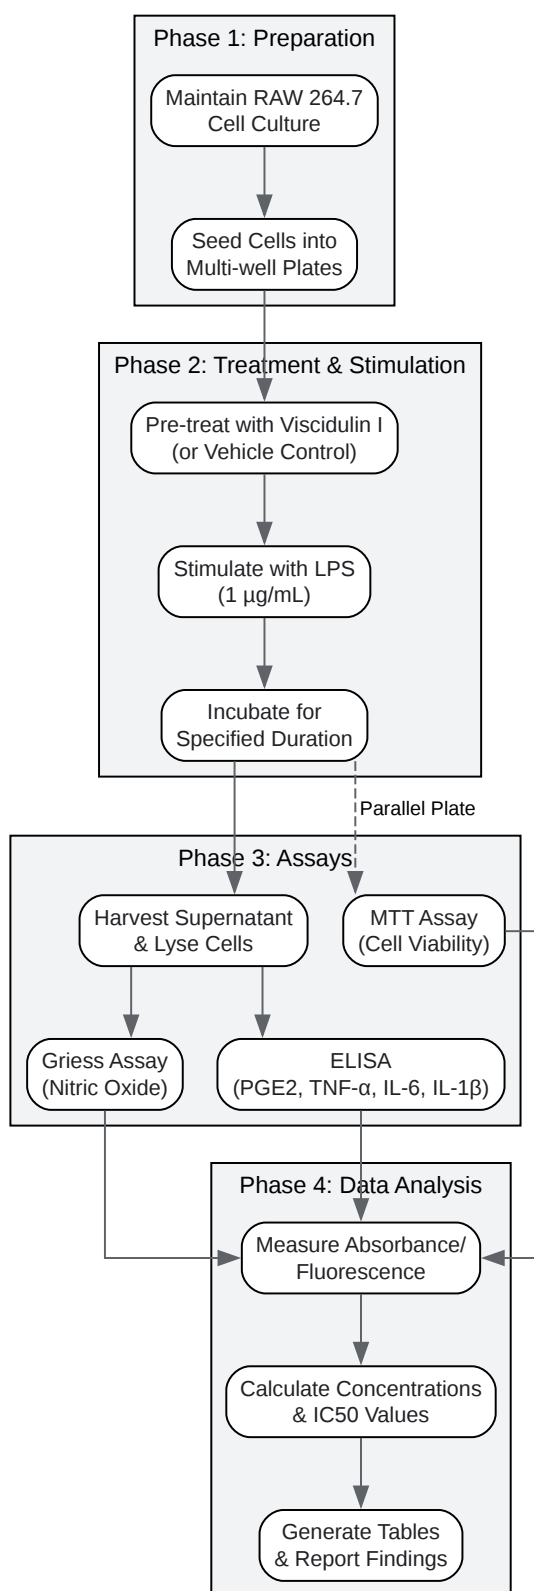 Phase 1: Preparation
Maintain RAW 264.7
Cell Culture
Seed Cells into
Multi-well Plates
Phase 2: Treatment & Stimulation
Pre-treat with Viscidulin I
(or Vehicle Control)
Stimulate with LPS
(1 µg/mL)
Incubate for
Specified Duration
Parallel Plate
Phase 3: Assays
Harvest Supernatant
& Lyse Cells
MTT Assay
(Cell Viability)
Griess Assay
(Nitric Oxide)
ELISA
(PGE2, TNF-α, IL-6, IL-1β)
Phase 4: Data Analysis
Measure Absorbance/
Fluorescence
Calculate Concentrations
& IC50 Values
Generate Tables
& Report Findings